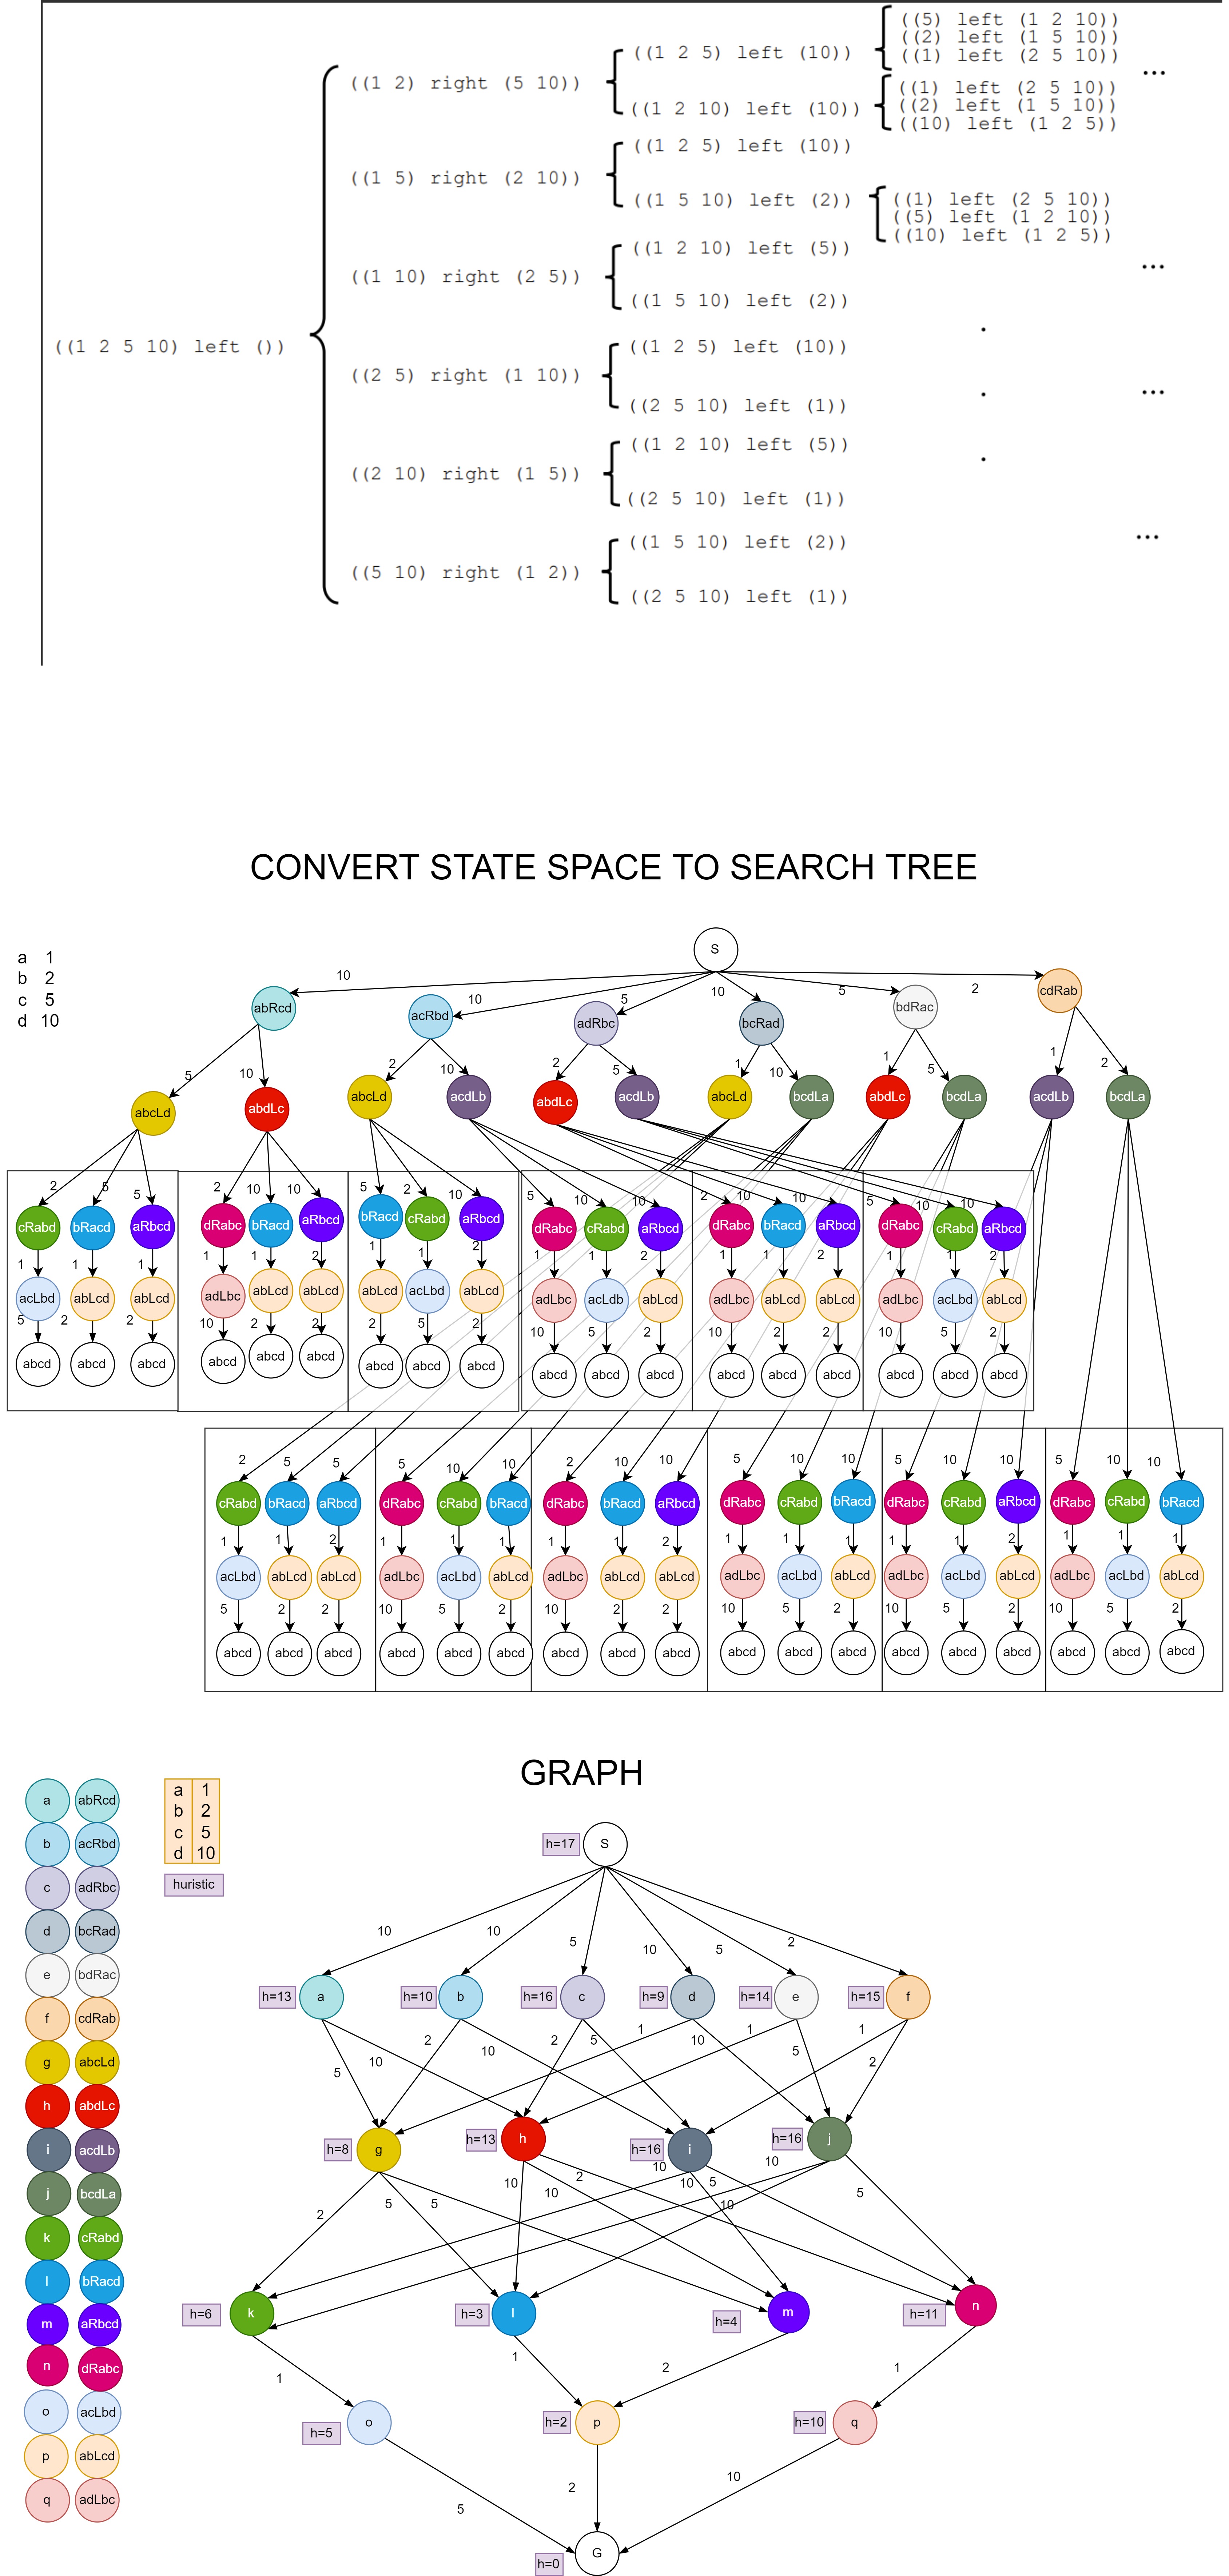 ((1 2 5 10) left ())
((1 2) right (5 10))
((1 2 5) left (10))
((5) left (1 2 10))
((2) left (1 5 10))
((1) left (2 5 10))
...
((1 2 10) left (10))
((1) left (2 5 10))
((2) left (1 5 10))
((10) left (1 2 5))
((1 5) right (2 10))
((1 2 5) left (10))
((1 5 10) left (2))
((1) left (2 5 10))
((5) left (1 2 10))
((10) left (1 2 5))
((1 10) right (2 5))
((1 2 10) left (5))
((1 5 10) left (2))
...
((2 5) right (1 10))
((1 2 5) left (10))
((2 5 10) left (1))
...
((2 10) right (1 5))
((1 2 10) left (5))
((2 5 10) left (1))
((5 10) right (1 2))
((1 5 10) left (2))
((2 5 10) left (1))
...
CONVERT STATE SPACE TO SEARCH TREE
a 1
b 2
c 5
d 10
S
10 10 5 10 5 2
abRcd acRbd adRbc bcRad bdRac cdRab
5 10 2 10 2 5 1 10 1 5 1 2
abcLd abdLc abcLd acdLb abdLc acdLb abcLd bcdLa abdLc bcdLa acdLb bcdLa
2 5 5 2 10 10 5 2 10 5 10 10 2 10 10 5 10 10
cRabd bRacd aRbcd dRabc bRacd aRbcd bRacd cRabd aRbcd dRabc cRabd aRbcd dRabc bRacd aRbcd dRabc cRabd aRbcd
1 1 1 1 1 2 1 1 2 1 1 2 1 1 2 1 1 2
acLbd abLcd abLcd adLbc abLcd abLcd abLcd acLbd abLcd adLbc acLdb abLcd adLbc abLcd abLcd adLbc acLbd abLcd
5 2 2 10 2 2 2 5 2 10 5 2 10 2 2 10 5 2
abcd abcd abcd abcd abcd abcd abcd abcd abcd abcd abcd abcd abcd abcd abcd abcd abcd abcd
2 5 5 5 10 10 2 10 10 5 10 10 5 10 10 5 10 10
cRabd bRacd aRbcd dRabc cRabd bRacd dRabc bRacd aRbcd dRabc cRabd bRacd dRabc cRabd aRbcd dRabc cRabd bRacd
1 1 2 1 1 1 1 1 2 1 1 1 1 1 2 1 1 1
acLbd abLcd abLcd adLbc acLbd abLcd adLbc abLcd abLcd adLbc acLbd abLcd adLbc acLbd abLcd adLbc acLbd abLcd
5 2 2 10 5 2 10 2 2 10 5 2 10 5 2 10 5 2
abcd abcd abcd abcd abcd abcd abcd abcd abcd abcd abcd abcd abcd abcd abcd abcd abcd abcd
GRAPH
a abRcd
b acRbd
c adRbc
d bcRad
e bdRac
f cdRab
g abcLd
h abdLc
i acdLb
j bcdLa
k cRabd
l bRacd
m aRbcd
n dRabc
o acLbd
p abLcd
q adLbc
a 1
b 2
c 5
d 10
huristic
h=17 S
10 10 5 10 5 2
h=13 a h=10 b h=16 c h=9 d h=14 e h=15 f
5 10 2 10 2 5 1 10 1 5 1 2
h=8 g h=13 h h=16 i h=16 j
2 5 5 10 10 2 10 10 5 10 10 5
h=6 k h=3 l h=4 m h=11 n
1 1 2 1
h=5 o h=2 p h=10 q
5 2 10
h=0 G